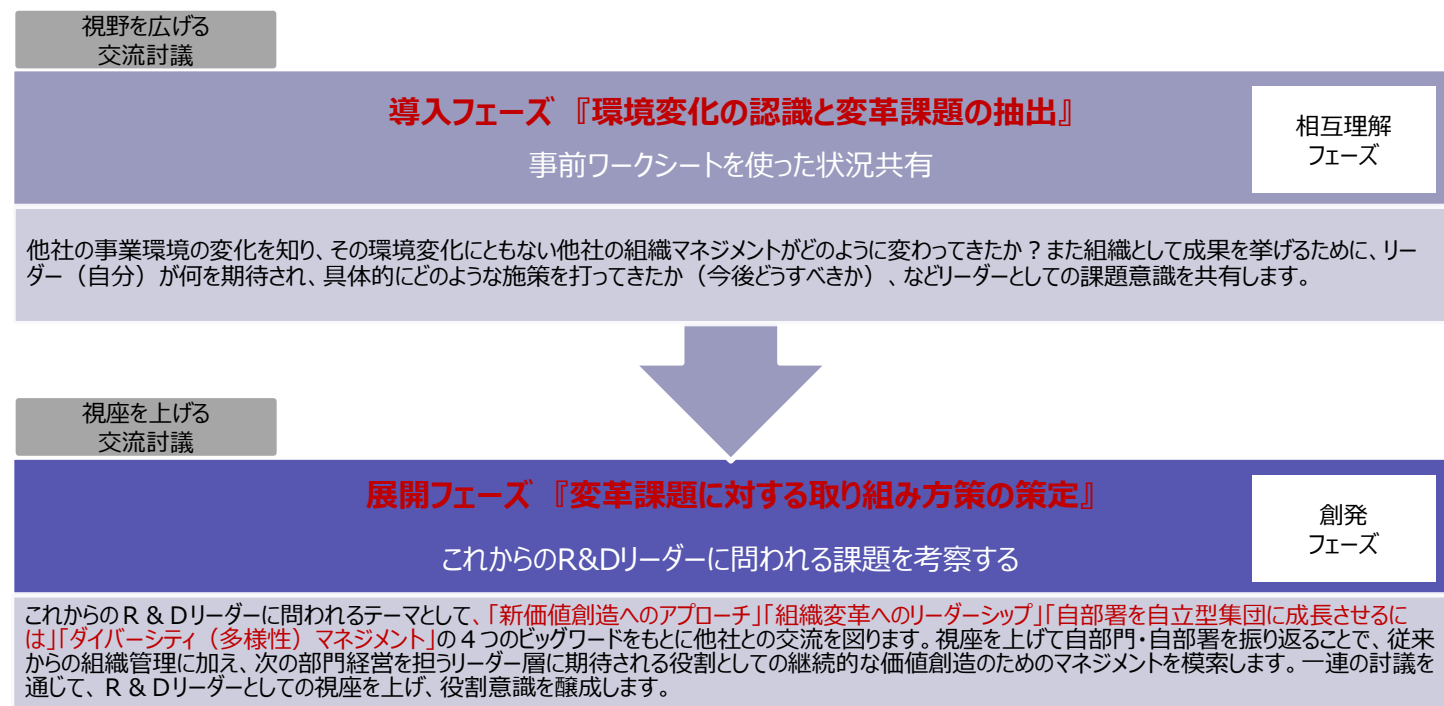 視野を広げる
交流討議
導入フェーズ 『環境変化の認識と変革課題の抽出』
事前ワークシートを使った状況共有
相互理解
フェーズ
他社の事業環境の変化を知り、その環境変化にともない他社の組織マネジメントがどのように変わってきたか？また組織として成果を挙げるために、リー
ダー（自分）が何を期待され、具体的にどのような施策を打ってきたか（今後どうすべきか）、などリーダーとしての課題意識を共有します。
視座を上げる
交流討議
展開フェーズ 『変革課題に対する取り組み方策の策定』
これからのR&Dリーダーに問われる課題を考察する
創発
フェーズ
これからのＲ＆Ｄリーダーに問われるテーマとして、「新価値創造へのアプローチ」「組織変革へのリーダーシップ」「自部署を自立型集団に成長させるに
は」「ダイバーシティ（多様性）マネジメント」の４つのビッグワードをもとに他社との交流を図ります。視座を上げて自部門・自部署を振り返ることで、従来
からの組織管理に加え、次の部門経営を担うリーダー層に期待される役割としての継続的な価値創造のためのマネジメントを模索します。一連の討議を
通じて、Ｒ＆Ｄリーダーとしての視座を上げ、役割意識を醸成します。